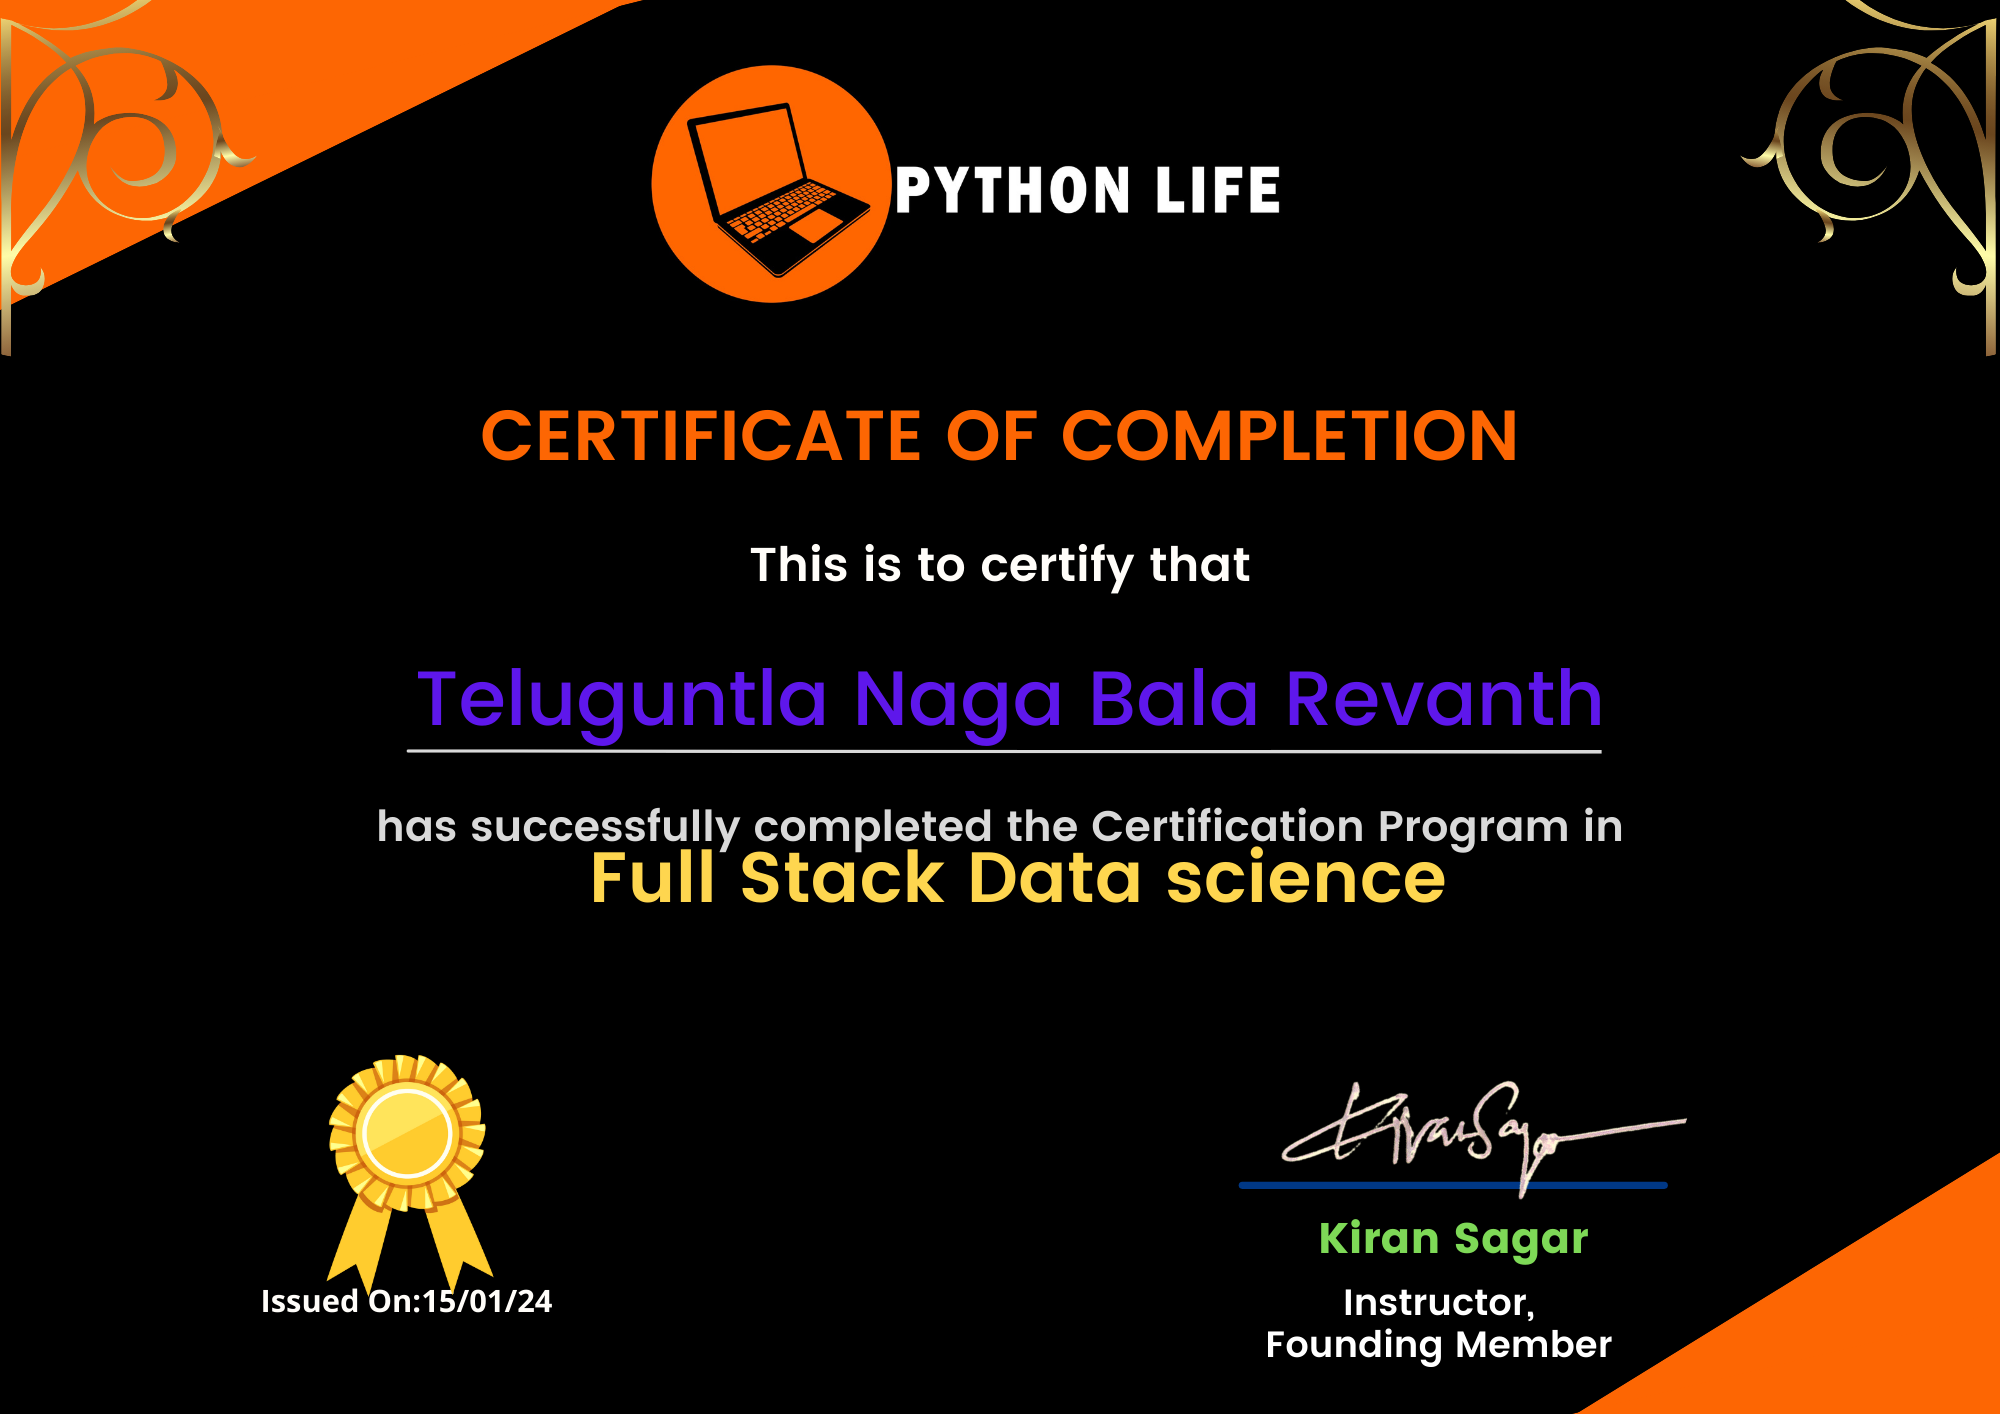 PYTHON LIFE
CERTIFICATE OF COMPLETION
This is to certify that
Teluguntla Naga Bala Revanth
has successfully completed the Certification Program in
Full Stack Data science
KiranSagar
Kiran Sagar
Issued On:15/01/24
Instructor,
Founding Member